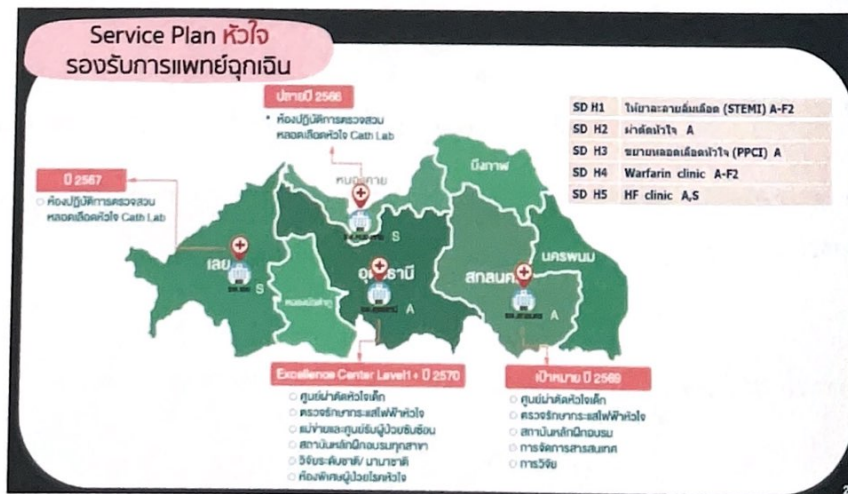 Service Plan หัวใจ
รองรับการแพทย์ฉุกเฉิน
ปลายปี 2566
• ห้องปฏิบัติการตรวจสวน
หลอดเลือดหัวใจ Cath Lab
ปี 2567
○ ห้องปฏิบัติการตรวจสวน
หลอดเลือดหัวใจ Cath Lab
SD H1 ให้ยาละลายลิ่มเลือด (STEMI) A-F2
SD H2 ผ่าตัดหัวใจ A
SD H3 ขยายหลอดเลือดหัวใจ (PPCI) A
SD H4 Warfarin clinic A-F2
SD H5 HF clinic A,S
บึงกาฬ
หนองคาย
S
เลย
S
หนองบัวลำภู
A
นครพนม
A
Excellence Center Level1+ ปี 2570
○ ศูนย์ผ่าตัดหัวใจเด็ก
○ ตรวจรักษากระแสไฟฟ้าหัวใจ
○ แม่ข่ายและศูนย์รับผู้ป่วยซับซ้อน
○ สถาบันหลักฝึกอบรมทุกสาขา
○ วิจัยระดับชาติ/ นานาชาติ
○ ห้องพิเศษผู้ป่วยโรคหัวใจ
เป้าหมาย ปี 2569
○ ศูนย์ผ่าตัดหัวใจเด็ก
○ ตรวจรักษากระแสไฟฟ้าหัวใจ
○ สถาบันหลักฝึกอบรม
○ การจัดการสารสนเทศ
○ การวิจัย